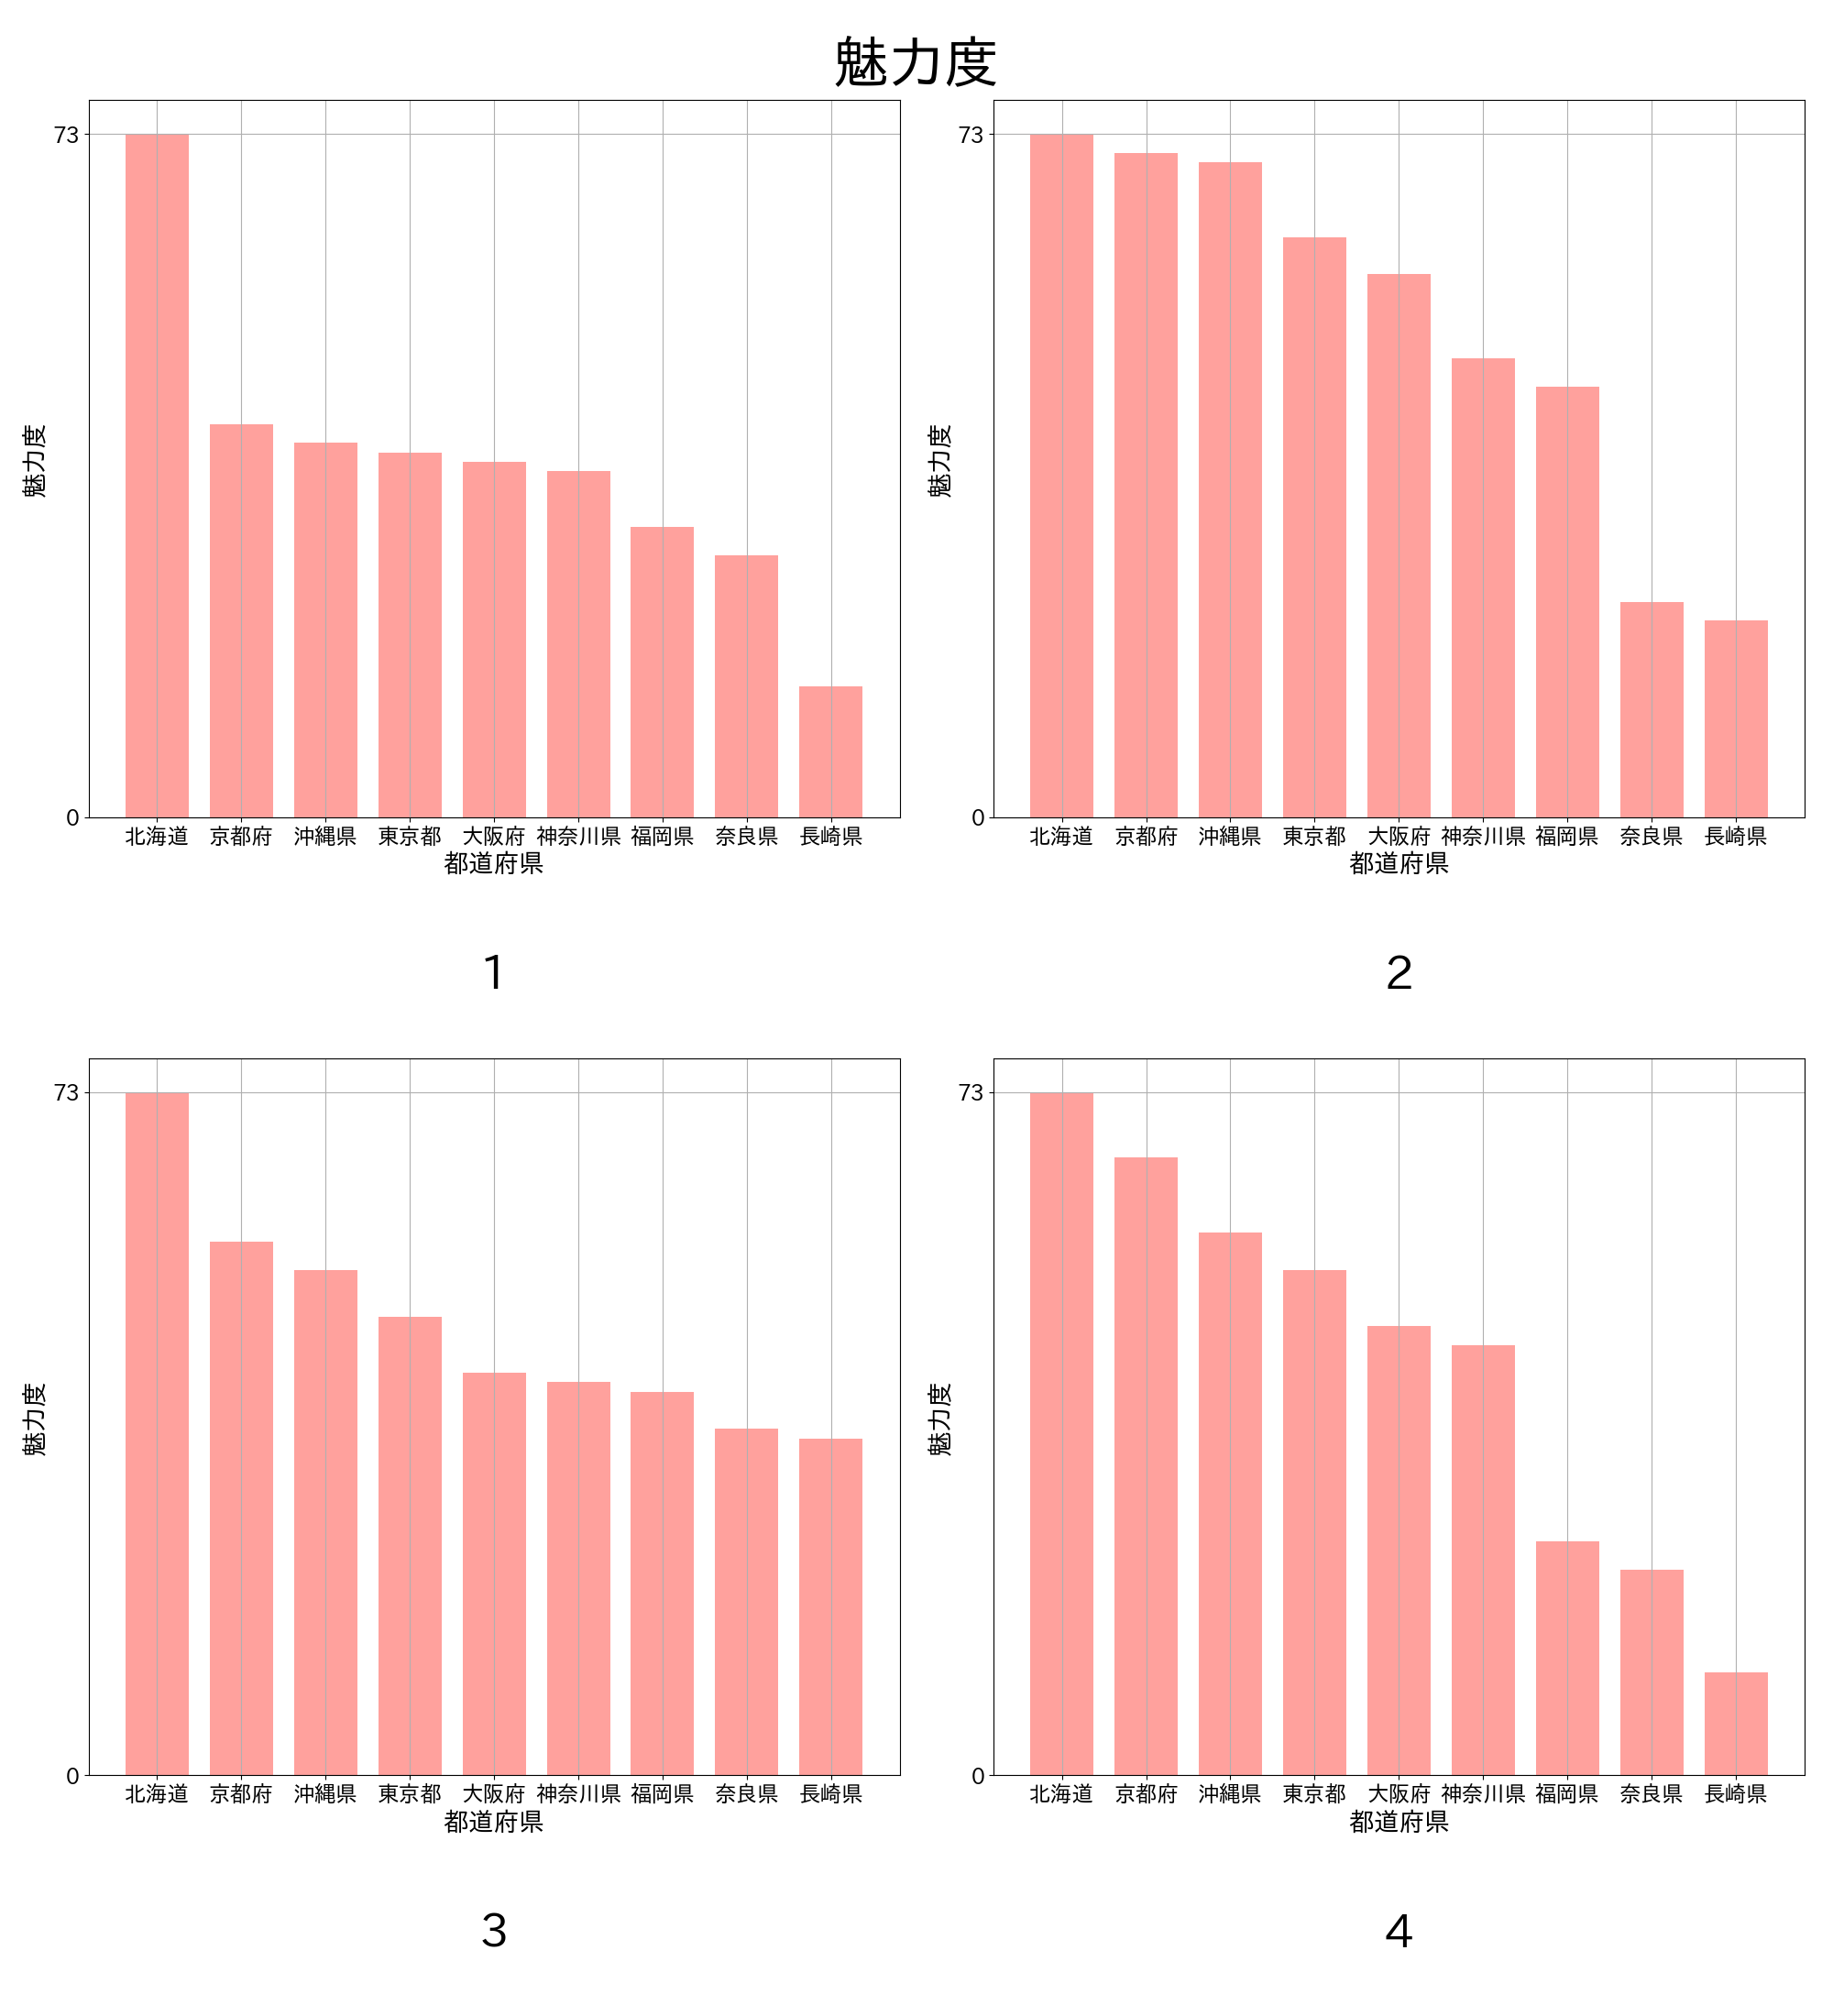 魅力度
73
0
魅力度
北海道 京都府 沖縄県 東京都 大阪府 神奈川県 福岡県 奈良県 長崎県
都道府県
1
73
0
魅力度
北海道 京都府 沖縄県 東京都 大阪府 神奈川県 福岡県 奈良県 長崎県
都道府県
2
73
0
魅力度
北海道 京都府 沖縄県 東京都 大阪府 神奈川県 福岡県 奈良県 長崎県
都道府県
3
73
0
魅力度
北海道 京都府 沖縄県 東京都 大阪府 神奈川県 福岡県 奈良県 長崎県
都道府県
4